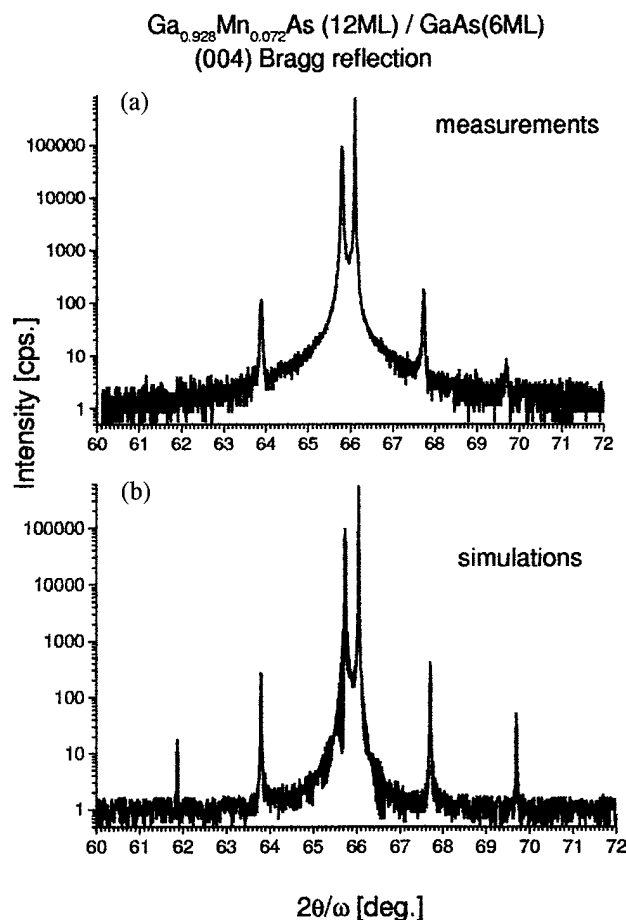 Ga0.928Mn0.072As (12ML) / GaAs(6ML)
(004) Bragg reflection
(a)
measurements
100000
10000
1000
100
10
1
60 61 62 63 64 65 66 67 68 69 70 71 72
Intensity [cps.]
(b)
simulations
100000
10000
1000
100
10
1
60 61 62 63 64 65 66 67 68 69 70 71 72
2θ/ω [deg.]